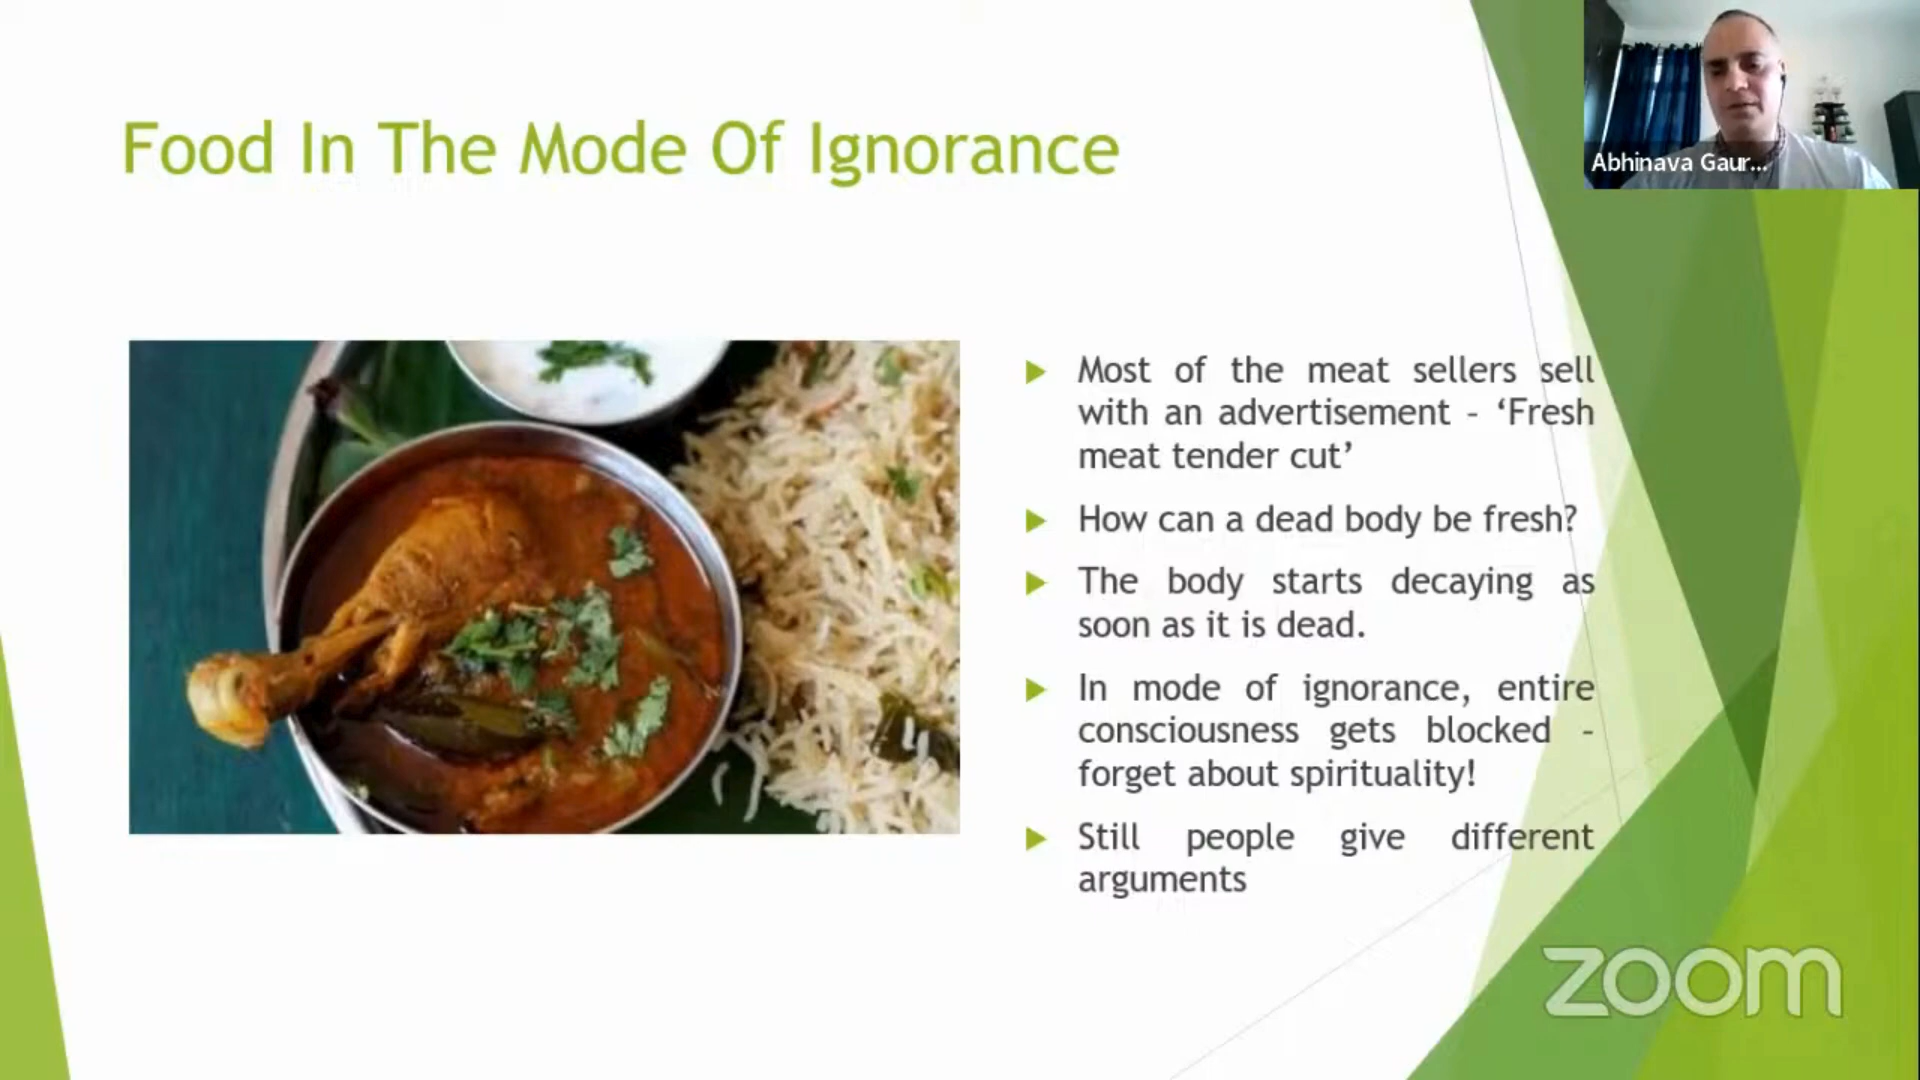 Food In The Mode Of Ignorance
Abhinava Gaur...
Most of the meat sellers sell
with an advertisement – ‘Fresh
meat tender cut’
How can a dead body be fresh?
The body starts decaying as
soon as it is dead.
In mode of ignorance, entire
consciousness gets blocked –
forget about spirituality!
Still people give different
arguments
zoom